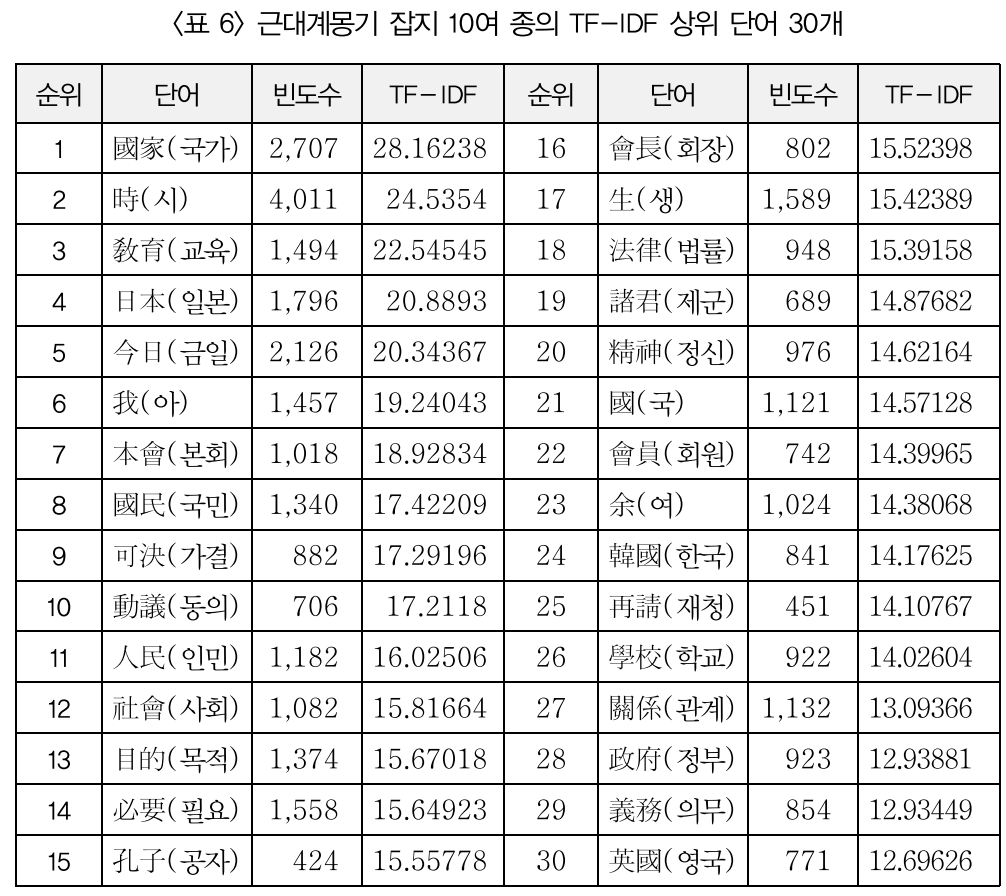 〈표 6〉 근대계몽기 잡지 10여 종의 TF-IDF 상위 단어 30개
순위 단어 빈도수 TF-IDF 순위 단어 빈도수 TF-IDF
1 國家(국가) 2,707 28.16238 16 會長(회장) 802 15.52398
2 時(시) 4,011 24.5354 17 生(생) 1,589 15.42389
3 敎育(교육) 1,494 22.54545 18 法律(법률) 948 15.39158
4 日本(일본) 1,796 20.8893 19 諸君(제군) 689 14.87682
5 今日(금일) 2,126 20.34367 20 精神(정신) 976 14.62164
6 我(아) 1,457 19.24043 21 國(국) 1,121 14.57128
7 本會(본회) 1,018 18.92834 22 會員(회원) 742 14.39965
8 國民(국민) 1,340 17.42209 23 余(여) 1,024 14.38068
9 可決(가결) 882 17.29196 24 韓國(한국) 841 14.17625
10 動議(동의) 706 17.2118 25 再請(재청) 451 14.10767
11 人民(인민) 1,182 16.02506 26 學校(학교) 922 14.02604
12 社會(사회) 1,082 15.81664 27 關係(관계) 1,132 13.09366
13 目的(목적) 1,374 15.67018 28 政府(정부) 923 12.93881
14 必要(필요) 1,558 15.64923 29 義務(의무) 854 12.93449
15 孔子(공자) 424 15.55778 30 英國(영국) 771 12.69626